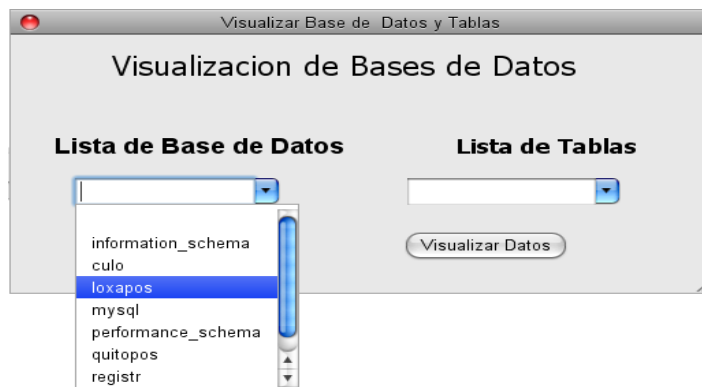 Visualizar Base de Datos y Tablas
Visualizacion de Bases de Datos
Lista de Base de Datos
Lista de Tablas
information_schema
culo
loxapos
mysql
performance_schema
quitopos
registr
Visualizar Datos